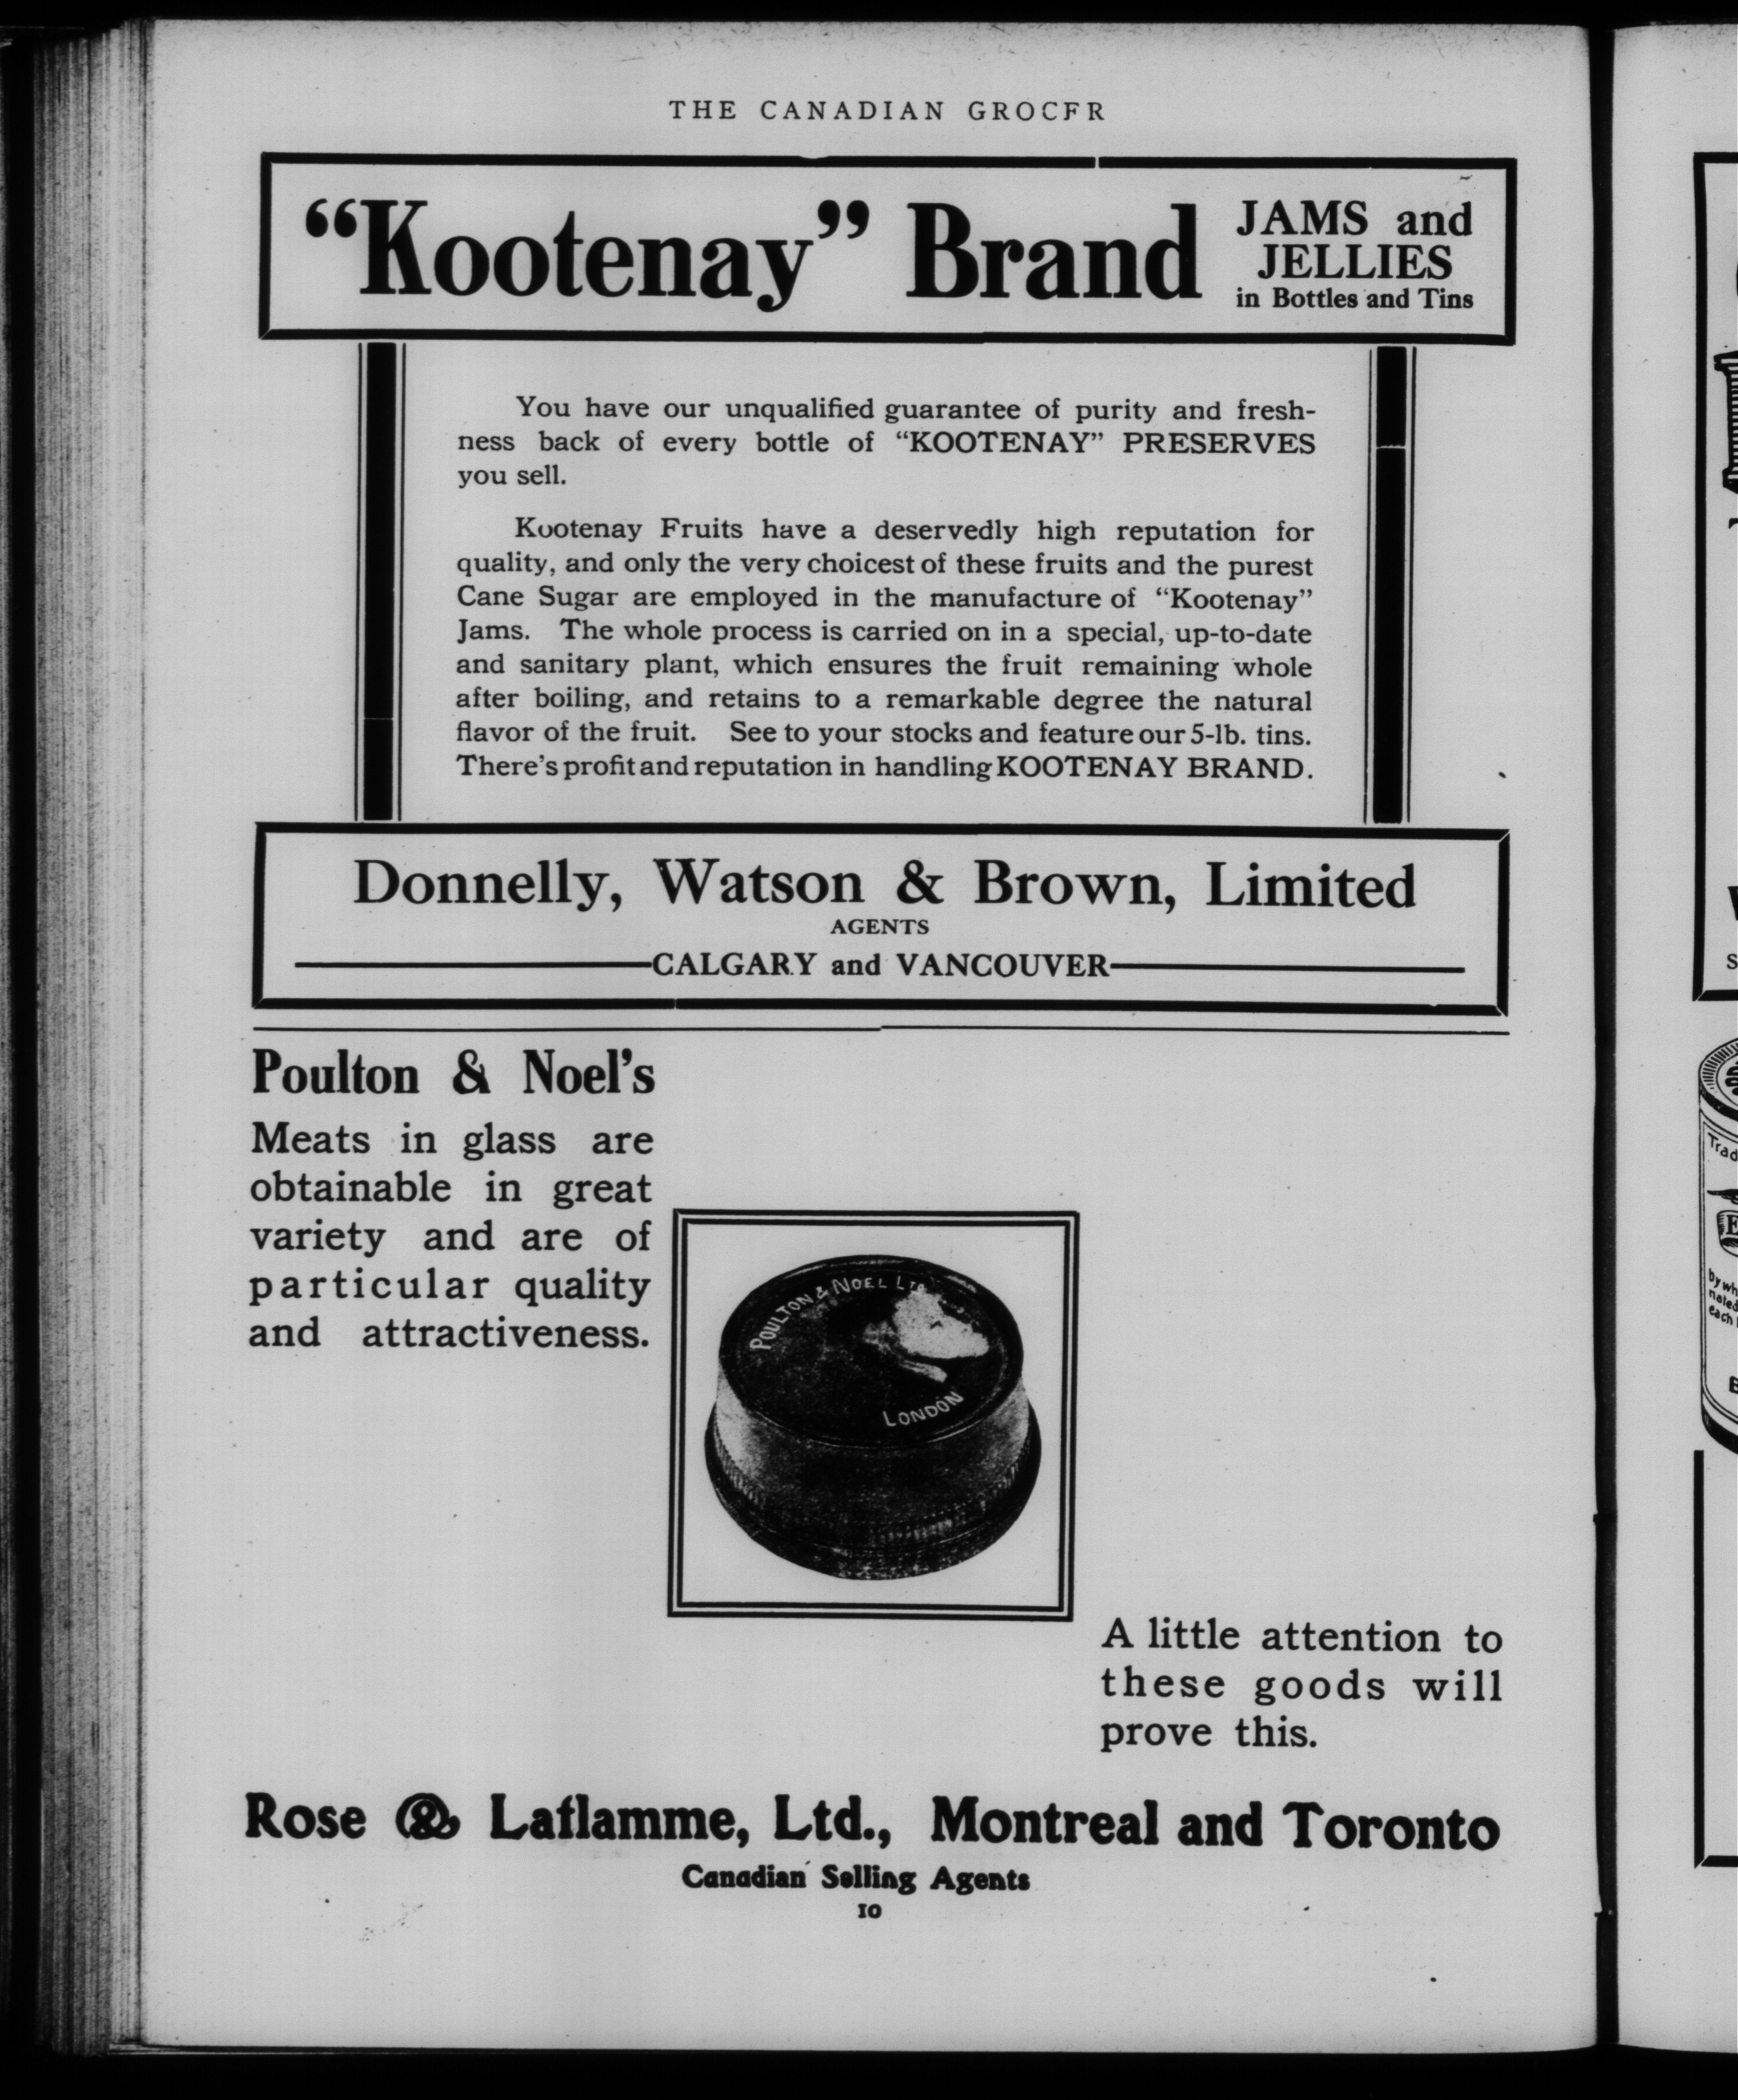 THE CANADIAN GROCFR
“Kootenay” Brand
JAMS and
JELLIES
in Bottles and Tins
You have our unqualified guarantee of purity and fresh-
ness back of every bottle of “KOOTENAY” PRESERVES
you sell.
Kootenay Fruits have a deservedly high reputation for
quality, and only the very choicest of these fruits and the purest
Cane Sugar are employed in the manufacture of “Kootenay”
Jams. The whole process is carried on in a special, up-to-date
and sanitary plant, which ensures the fruit remaining whole
after boiling, and retains to a remarkable degree the natural
flavor of the fruit. See to your stocks and feature our 5-lb. tins.
There's profit and reputation in handling KOOTENAY BRAND.
Donnelly, Watson & Brown, Limited
AGENTS
CALGARY and VANCOUVER
Poulton & Noel's
Meats in glass are
obtainable in great
variety and are of
particular quality
and attractiveness.
POULTON & NOEL LTD
LONDON
A little attention to
these goods will
prove this.
Rose & Laflamme, Ltd., Montreal and Toronto
Canadian Selling Agents
10